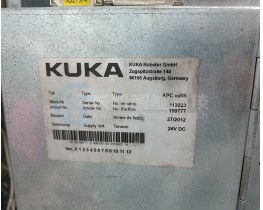 KUKA
KUKA Roboter GmbH
Zugspitzstraße 140
86165 Augsburg, Germany
Typ Type Type KPC ed05
Werk-Nr Serial-No. No. de série 113023
Artikel-Nr. Article-No. No d'article 198777
Baujahr Date Année de fabric. 27/2012
Spannung Supply Volt Tension 24V DC
Ver. 0 1 2 3 4 5 6 7 8 9 10 11 12